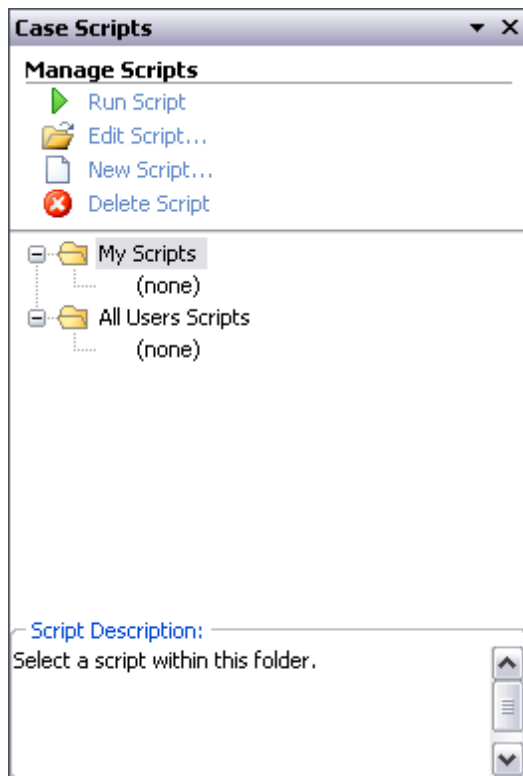 Case Scripts
Manage Scripts
Run Script
Edit Script...
New Script...
Delete Script
My Scripts
(none)
All Users Scripts
(none)
Script Description:
Select a script within this folder.